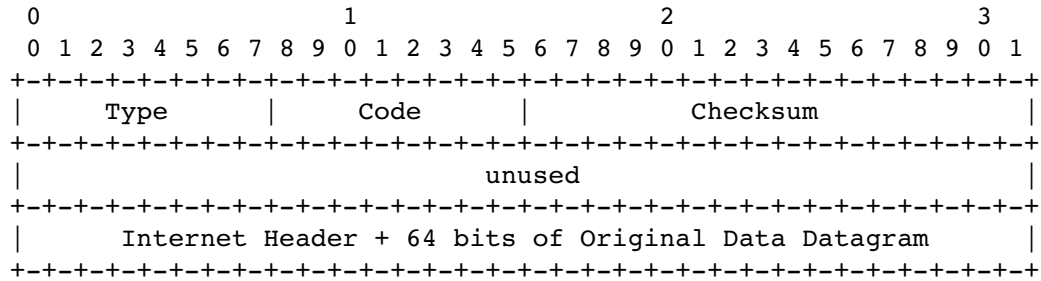 0                   1                   2                   3
 0 1 2 3 4 5 6 7 8 9 0 1 2 3 4 5 6 7 8 9 0 1 2 3 4 5 6 7 8 9 0 1
+-+-+-+-+-+-+-+-+-+-+-+-+-+-+-+-+-+-+-+-+-+-+-+-+-+-+-+-+-+-+-+-+
|     Type      |     Code      |          Checksum             |
+-+-+-+-+-+-+-+-+-+-+-+-+-+-+-+-+-+-+-+-+-+-+-+-+-+-+-+-+-+-+-+-+
|                             unused                            |
+-+-+-+-+-+-+-+-+-+-+-+-+-+-+-+-+-+-+-+-+-+-+-+-+-+-+-+-+-+-+-+-+
|      Internet Header + 64 bits of Original Data Datagram      |
+-+-+-+-+-+-+-+-+-+-+-+-+-+-+-+-+-+-+-+-+-+-+-+-+-+-+-+-+-+-+-+-+